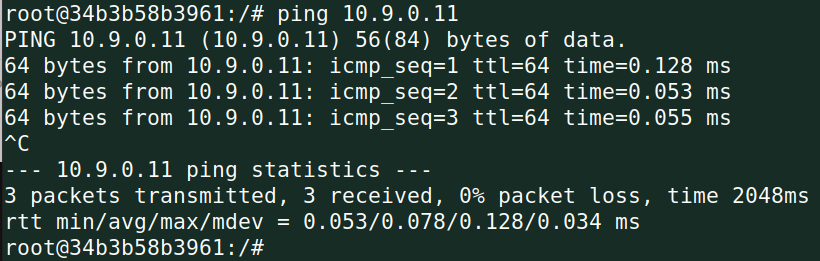 root@34b3b58b3961:/# ping 10.9.0.11
PING 10.9.0.11 (10.9.0.11) 56(84) bytes of data.
64 bytes from 10.9.0.11: icmp_seq=1 ttl=64 time=0.128 ms
64 bytes from 10.9.0.11: icmp_seq=2 ttl=64 time=0.053 ms
64 bytes from 10.9.0.11: icmp_seq=3 ttl=64 time=0.055 ms
^C
--- 10.9.0.11 ping statistics ---
3 packets transmitted, 3 received, 0% packet loss, time 2048ms
rtt min/avg/max/mdev = 0.053/0.078/0.128/0.034 ms
root@34b3b58b3961:/#